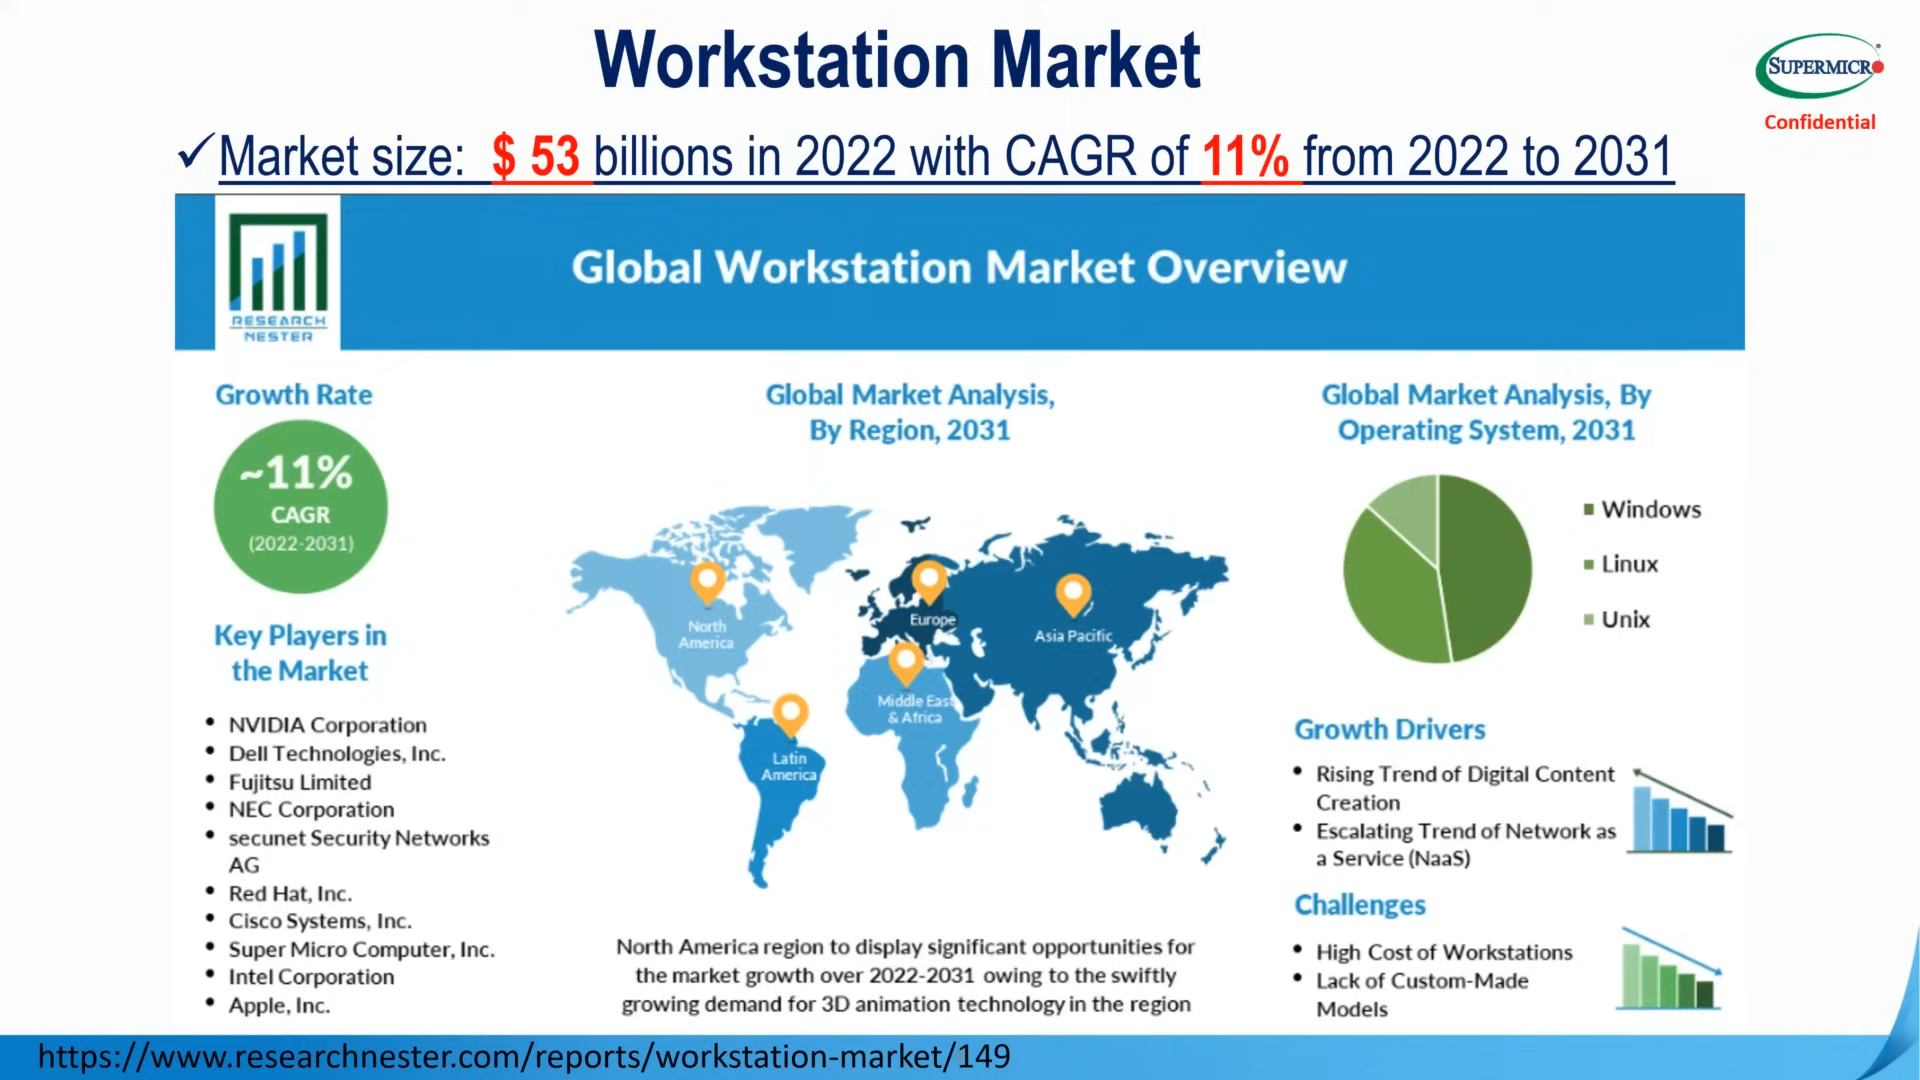 Workstation Market
SUPERMICRO
Confidential
✓Market size: $ 53 billions in 2022 with CAGR of 11% from 2022 to 2031
RESEARCH
NESTER
Global Workstation Market Overview
Growth Rate
~11%
CAGR
(2022-2031)
Key Players in
the Market
• NVIDIA Corporation
• Dell Technologies, Inc.
• Fujitsu Limited
• NEC Corporation
• secunet Security Networks
AG
• Red Hat, Inc.
• Cisco Systems, Inc.
• Super Micro Computer, Inc.
• Intel Corporation
• Apple, Inc.
Global Market Analysis,
By Region, 2031
North
America
Europe
Asia Pacific
Middle East
& Africa
Latin
America
North America region to display significant opportunities for
the market growth over 2022-2031 owing to the swiftly
growing demand for 3D animation technology in the region
Global Market Analysis, By
Operating System, 2031
Windows
Linux
Unix
Growth Drivers
• Rising Trend of Digital Content
Creation
• Escalating Trend of Network as
a Service (NaaS)
Challenges
• High Cost of Workstations
• Lack of Custom-Made
Models
https://www.researchnester.com/reports/workstation-market/149